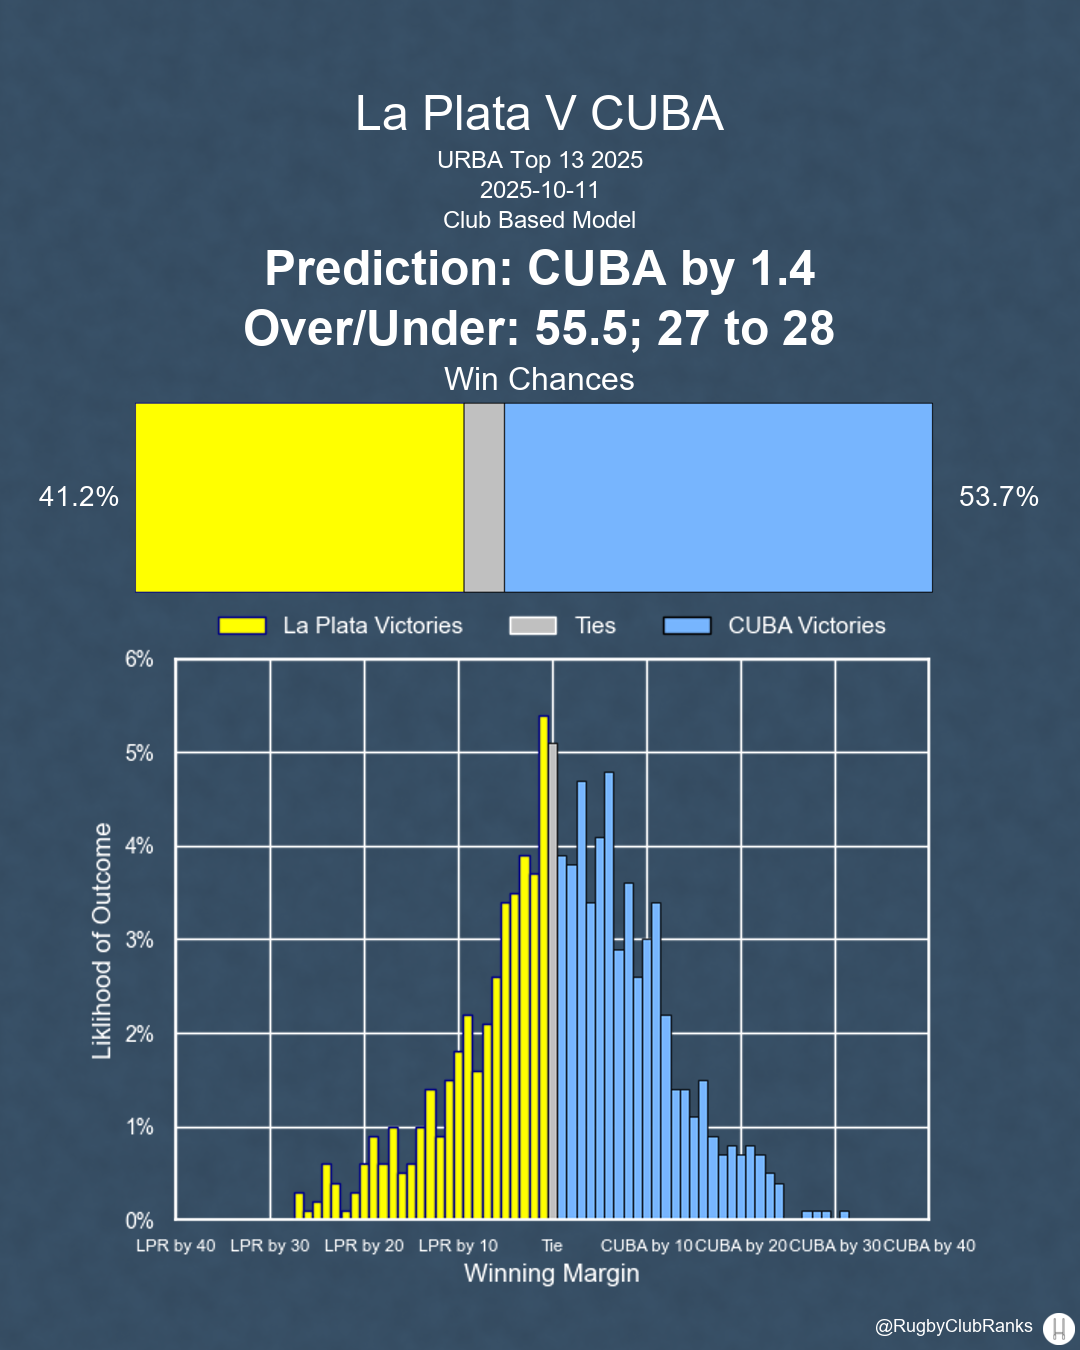 La Plata V CUBA
URBA Top 13 2025
2025-10-11
Club Based Model
Prediction: CUBA by 1.4
Over/Under: 55.5; 27 to 28
Win Chances
41.2%
53.7%
La Plata Victories Ties CUBA Victories
6%
5%
4%
3%
2%
1%
0%
Liklihood of Outcome
LPR by 40 LPR by 30 LPR by 20 LPR by 10 Tie CUBA by 10 CUBA by 20 CUBA by 30 CUBA by 40
Winning Margin
@RugbyClubRanks